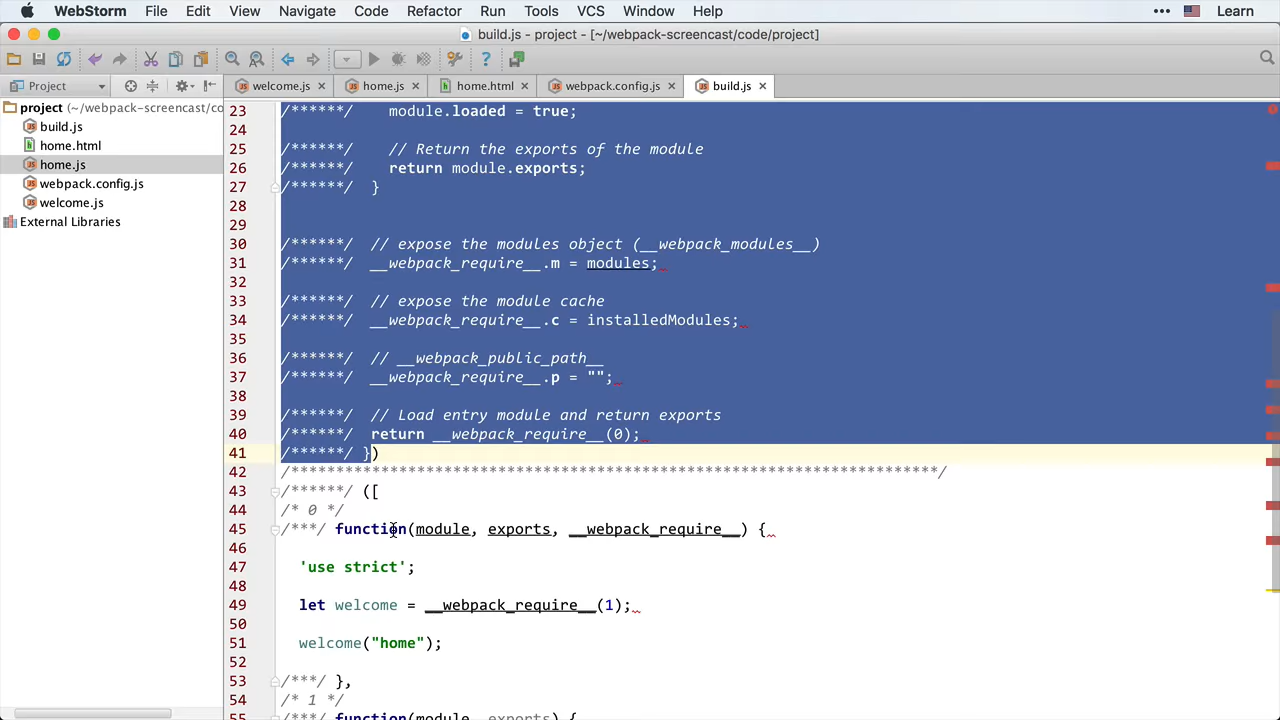 WebStorm File Edit View Navigate Code Refactor Run Tools VCS Window Help ••• Learn
build.js - project - [~/webpack-screencast/code/project]
Project welcome.js home.js home.html webpack.config.js build.js
project (~/webpack-screencast/co
build.js
home.html
home.js
webpack.config.js
welcome.js
External Libraries
23 /******/ module.loaded = true;
24
25 /******/ // Return the exports of the module
26 /******/ return module.exports;
27 /******/ }
28
29
30 /******/ // expose the modules object (__webpack_modules__)
31 /******/ __webpack_require__.m = modules;
32
33 /******/ // expose the module cache
34 /******/ __webpack_require__.c = installedModules;
35
36 /******/ // __webpack_public_path__
37 /******/ __webpack_require__.p = "";
38
39 /******/ // Load entry module and return exports
40 /******/ return __webpack_require__(0);
41 /******/ })
42 /************************************************************************/
43 /******/ ([
44 /* 0 */
45 /***/ function(module, exports, __webpack_require__) {
46
47 'use strict';
48
49 let welcome = __webpack_require__(1);
50
51 welcome("home");
52
53 /***/ },
54 /* 1 */
55 /***/ function(module, exports) {